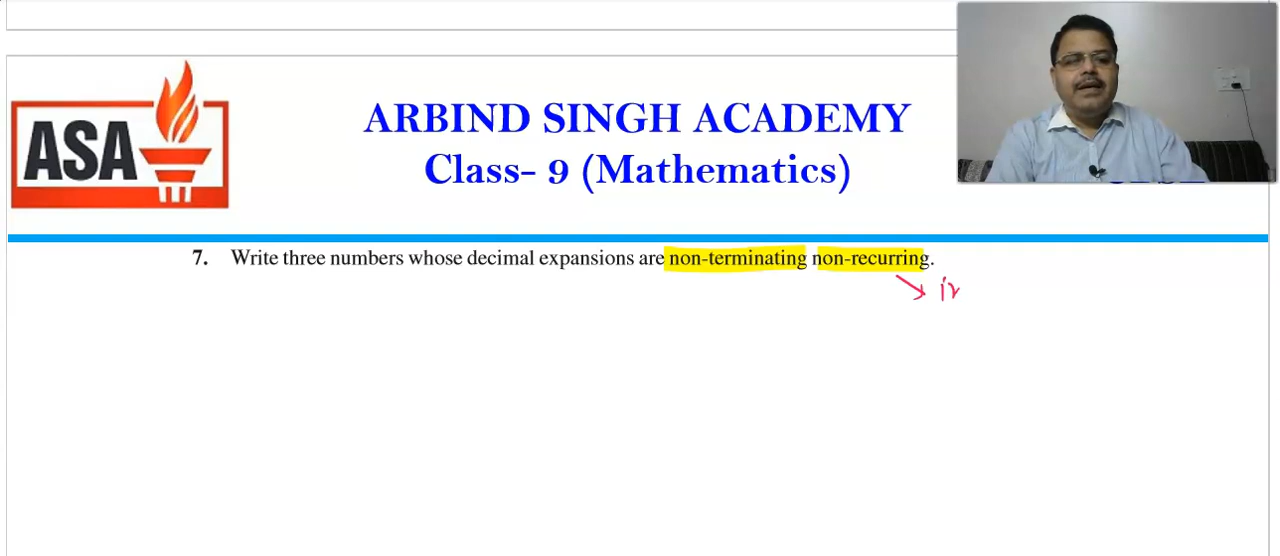 ASA
ARBIND SINGH ACADEMY
Class- 9 (Mathematics)
7. Write three numbers whose decimal expansions are non-terminating non-recurring.
ir